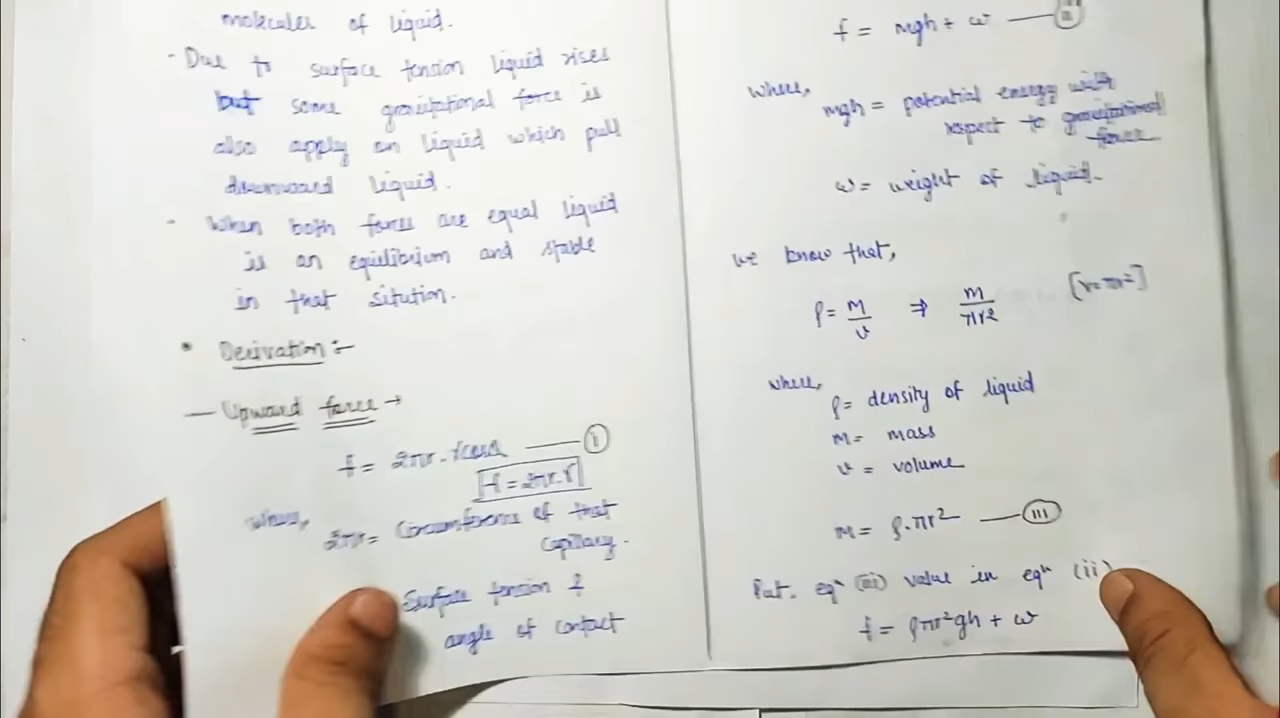 molecules of liquid.
- Due to surface tension liquid rises
but some gravitational force is
also apply on liquid which pull
downward liquid.
- When both forces are equal liquid
is an equilibrium and stable
in that sitution.
• Derivation :-
— Upward force →
f = 2πr. γcosθ —— (i)
f = 2πr.γ
where,
2πr = Circumference of that
capillary.
Surface tension &
angle of contact
f = mgh + w —— (ii)
where,
mgh = potential energy with
respect to gravitational
force
w = weight of liquid.
we know that,
ρ = m/v ⇒ m/πr² [v=πr²]
where,
ρ = density of liquid
m = mass
v = volume
m = ρ.πr² —— (iii)
Put. eqⁿ (iii) value in eqⁿ (ii)
f = ρπr²gh + w